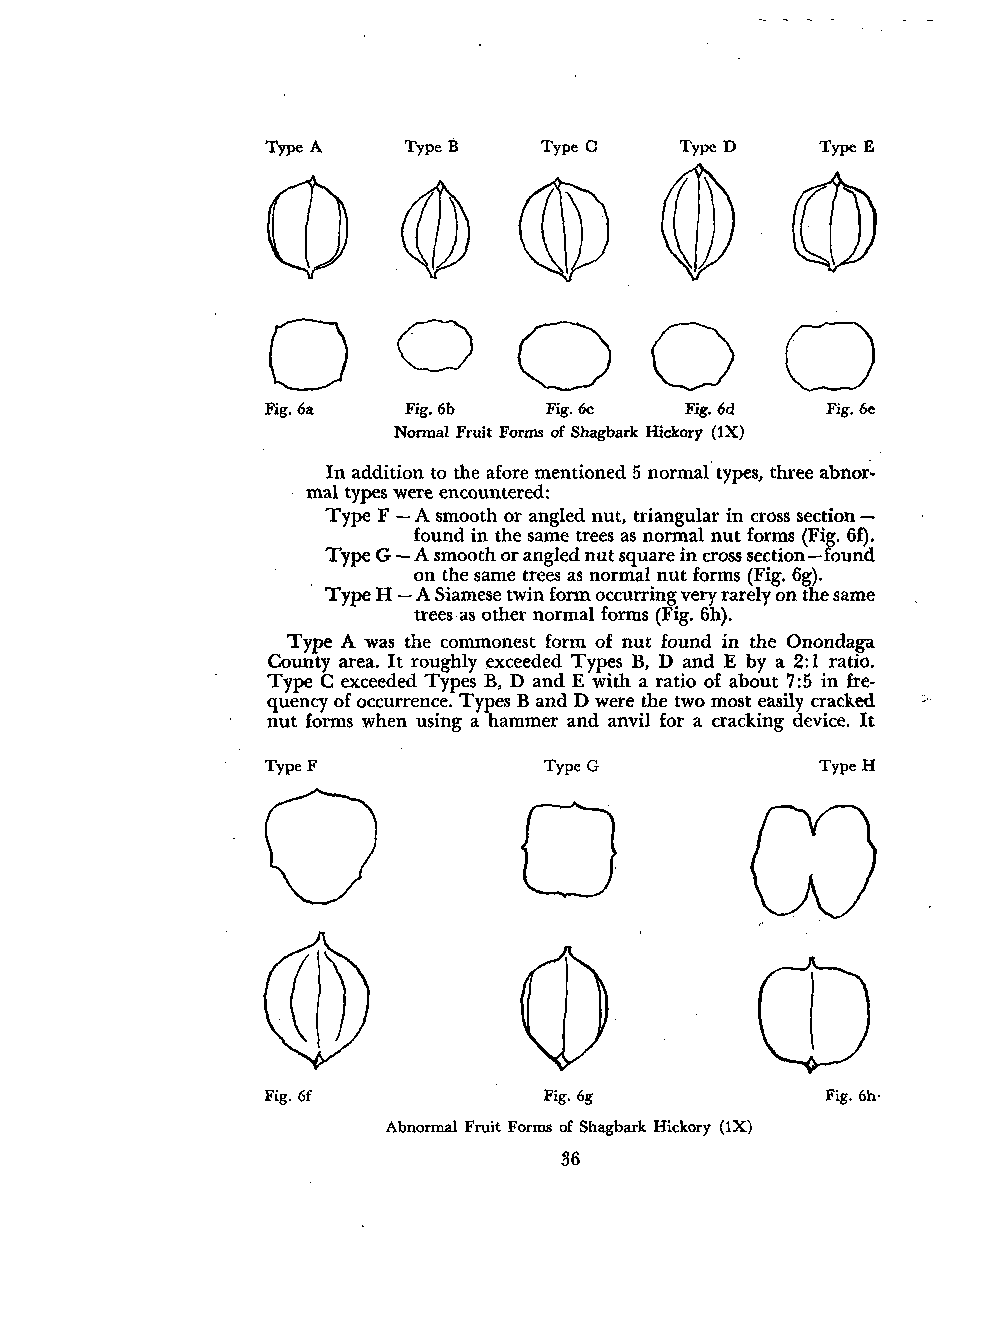 Type A Type B Type C Type D Type E
Fig. 6a Fig. 6b Fig. 6c Fig. 6d Fig. 6e
Normal Fruit Forms of Shagbark Hickory (1X)
In addition to the afore mentioned 5 normal types, three abnor-
mal types were encountered:
Type F — A smooth or angled nut, triangular in cross section —
found in the same trees as normal nut forms (Fig. 6f).
Type G — A smooth or angled nut square in cross section—found
on the same trees as normal nut forms (Fig. 6g).
Type H — A Siamese twin form occurring very rarely on the same
trees as other normal forms (Fig. 6h).
Type A was the commonest form of nut found in the Onondaga
County area. It roughly exceeded Types B, D and E by a 2:1 ratio.
Type C exceeded Types B, D and E with a ratio of about 7:5 in fre-
quency of occurrence. Types B and D were the two most easily cracked
nut forms when using a hammer and anvil for a cracking device. It
Type F Type G Type H
Fig. 6f Fig. 6g Fig. 6h
Abnormal Fruit Forms of Shagbark Hickory (1X)
36